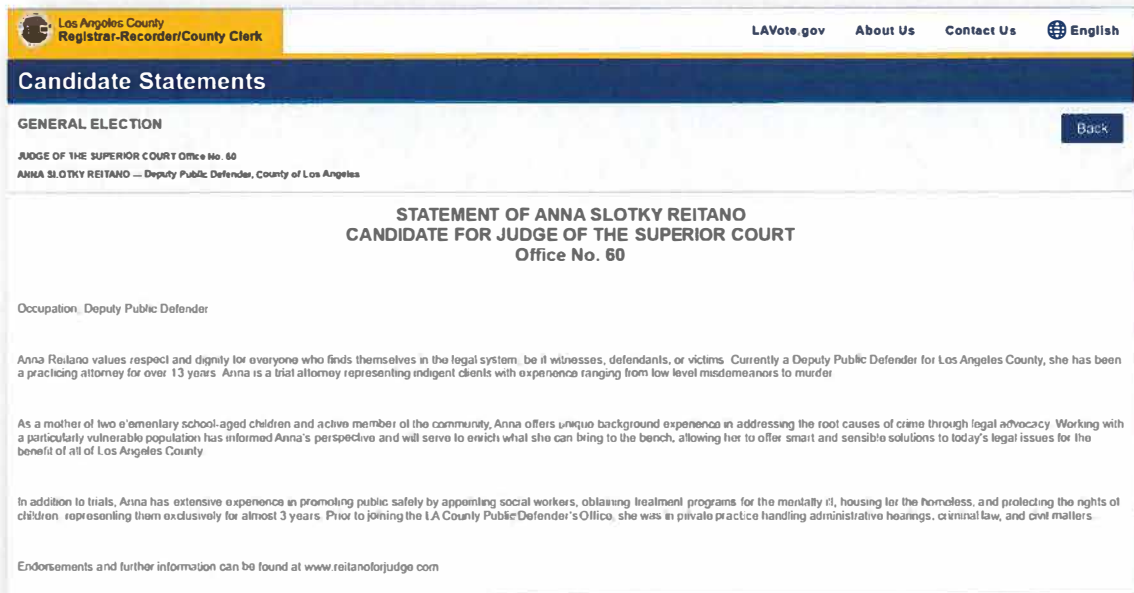 Los Angeles County
Registrar-Recorder/County Clerk
LAVote.gov About Us Contact Us English
Candidate Statements
GENERAL ELECTION
Back
JUDGE OF THE SUPERIOR COURT Office No. 60
ANNA SLOTKY REITANO — Deputy Public Defender, County of Los Angeles
STATEMENT OF ANNA SLOTKY REITANO
CANDIDATE FOR JUDGE OF THE SUPERIOR COURT
Office No. 60
Occupation: Deputy Public Defender
Anna Reitano values respect and dignity for everyone who finds themselves in the legal system, be it witnesses, defendants, or victims. Currently a Deputy Public Defender for Los Angeles County, she has been
a practicing attorney for over 13 years. Anna is a trial attorney representing indigent clients with experience ranging from low level misdemeanors to murder.
As a mother of two elementary school-aged children and active member of the community, Anna offers unique background experience in addressing the root causes of crime through legal advocacy. Working with
a particularly vulnerable population has informed Anna's perspective and will serve to enrich what she can bring to the bench, allowing her to offer smart and sensible solutions to today's legal issues for the
benefit of all of Los Angeles County.
In addition to trials, Anna has extensive experience in promoting public safety by appointing social workers, obtaining treatment programs for the mentally ill, housing for the homeless, and protecting the rights of
children, representing them exclusively for almost 3 years. Prior to joining the LA County Public Defender's Office, she was in private practice handling administrative hearings, criminal law, and civil matters.
Endorsements and further information can be found at www.reitanoforjudge.com